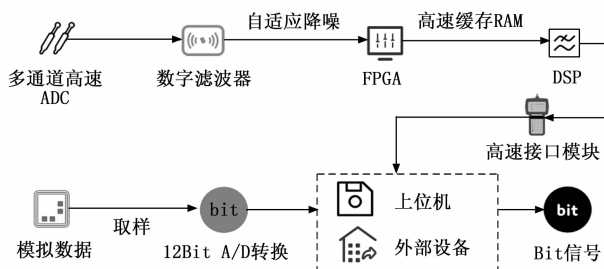 自适应降噪
高速缓存RAM
多通道高速
ADC
数字滤波器
FPGA
DSP
高速接口模块
bit
取样
模拟数据
12Bit A/D转换
上位机
外部设备
bit
Bit信号